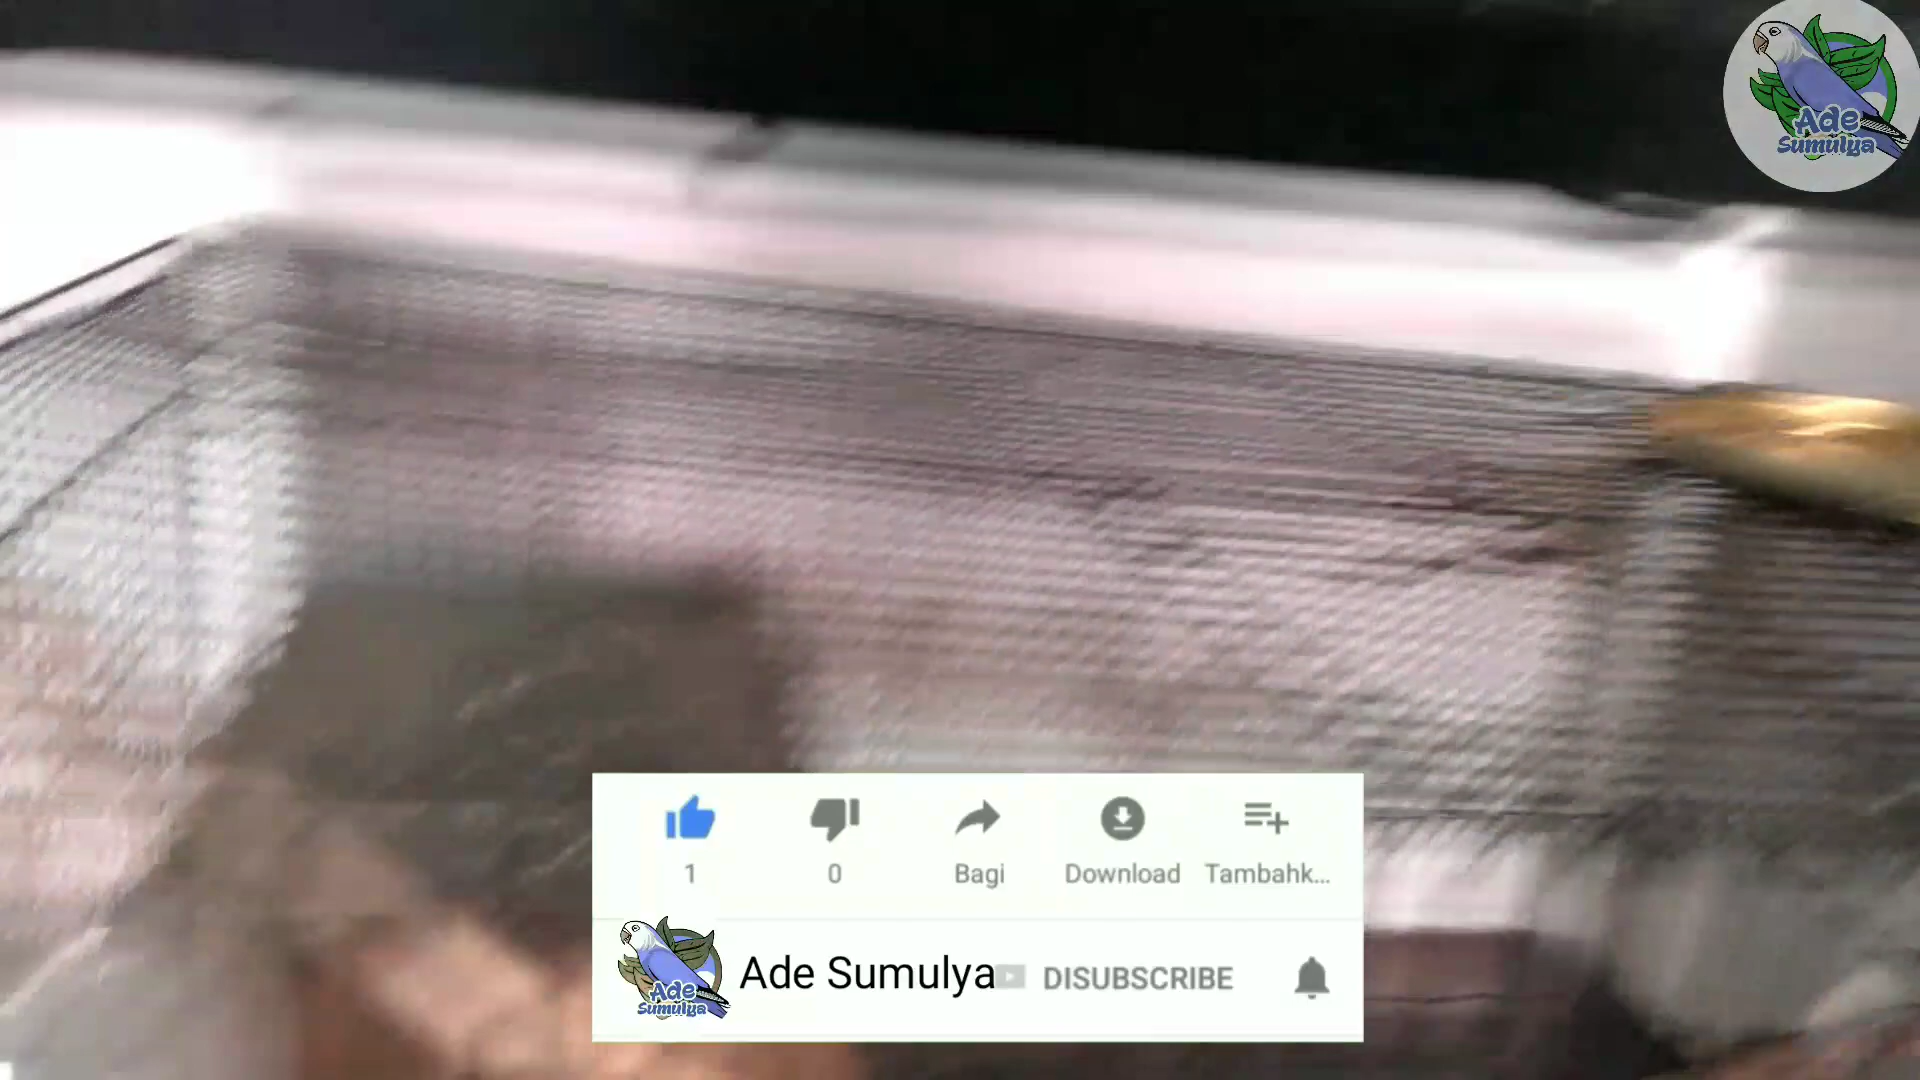 Ade
Sumulya
1
0
Bagi
Download
Tambahk...
Ade Sumulya
DISUBSCRIBE
Ade
Sumulya